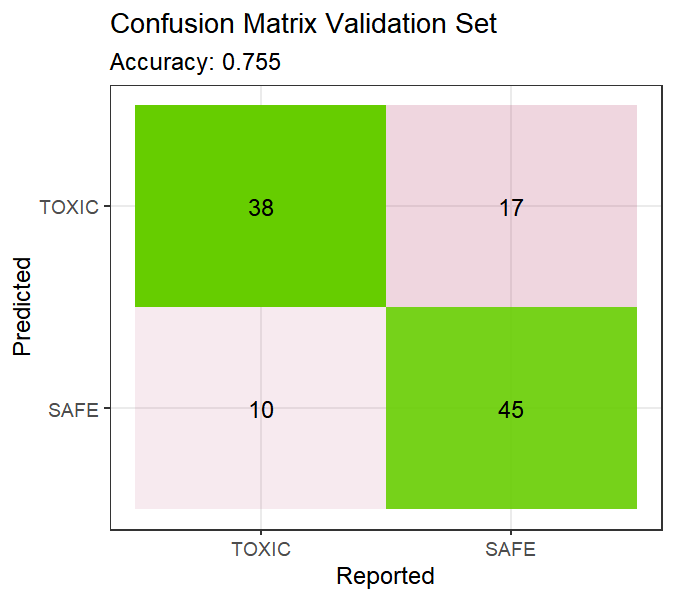 Confusion Matrix Validation Set
Accuracy: 0.755
Predicted
TOXIC
38
17
SAFE
10
45
TOXIC
SAFE
Reported